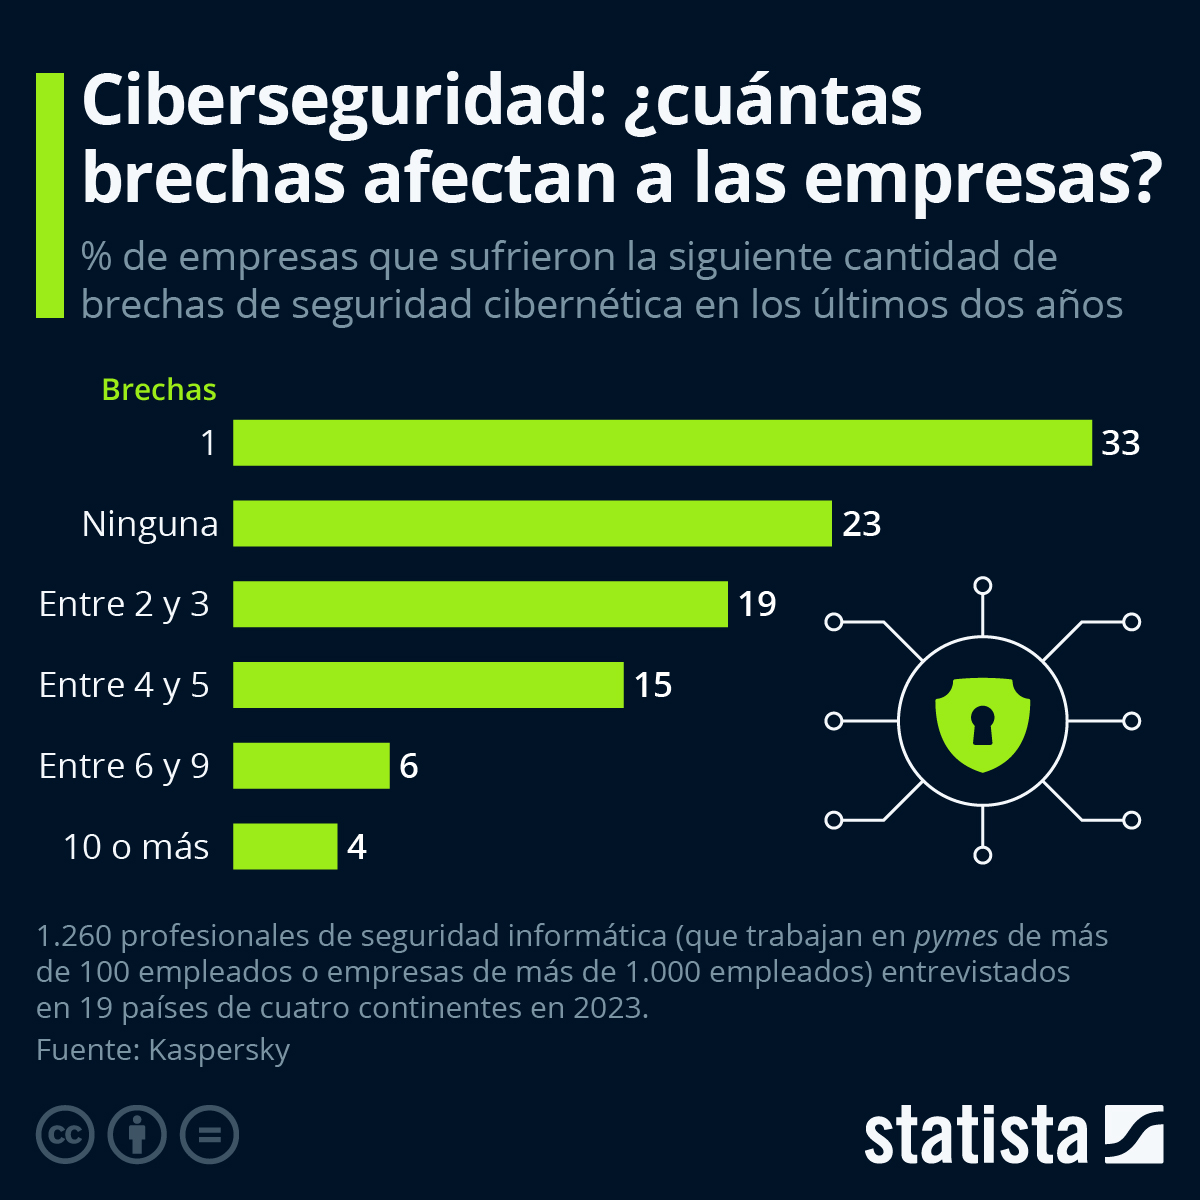 Ciberseguridad: ¿cuántas
brechas afectan a las empresas?
% de empresas que sufrieron la siguiente cantidad de
brechas de seguridad cibernética en los últimos dos años
Brechas
1 33
Ninguna 23
Entre 2 y 3 19
Entre 4 y 5 15
Entre 6 y 9 6
10 o más 4
1.260 profesionales de seguridad informática (que trabajan en pymes de más
de 100 empleados o empresas de más de 1.000 empleados) entrevistados
en 19 países de cuatro continentes en 2023.
Fuente: Kaspersky
cc
statista